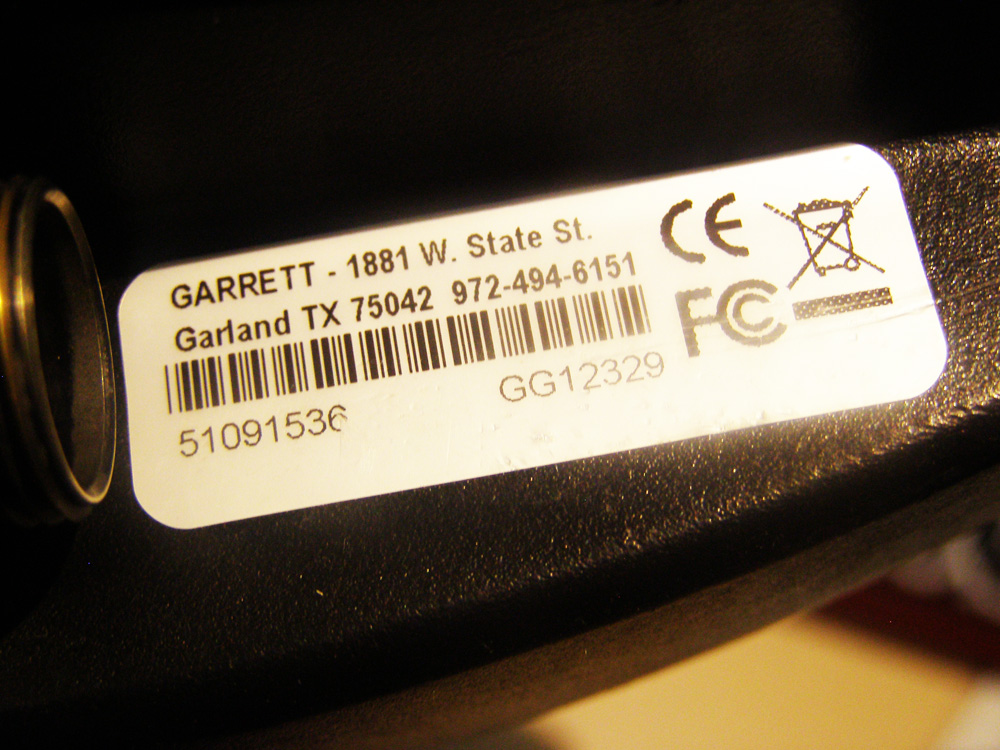 GARRETT - 1881 W. State St.
Garland TX 75042 972-494-6151
51091536 GG12329
CE
FC